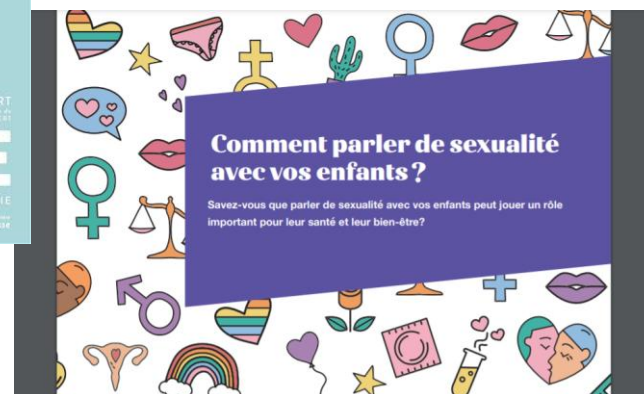 Comment parler de sexualité
avec vos enfants ?
Savez-vous que parler de sexualité avec vos enfants peut jouer un rôle
important pour leur santé et leur bien-être?